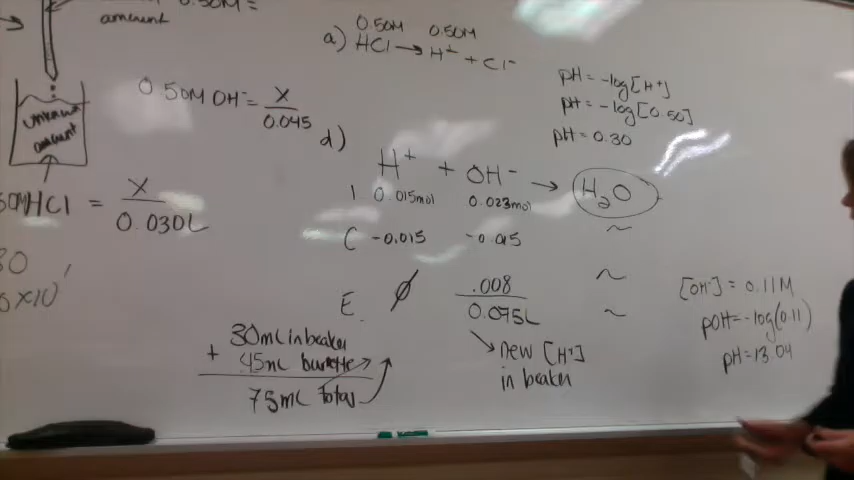 0.50M =
amount
unknown
amount
0.50M OH⁻ = X / 0.045
HCl = X / 0.030L
30
a) 0.50M 0.50M
HCl → H⁺ + Cl⁻
pH = -log[H⁺]
pH = -log[0.50]
pH = 0.30
d)
H⁺ + OH⁻ → H₂O
I 0.015mol 0.023mol
C -0.015 -0.015 ~
E. ∅ .008 / 0.075L ~
~
new [H⁺]
in beaker
30mL in beaker
+ 45mL burette
75mL total
[OH⁻] = 0.11M
pOH = -log(0.11)
pH = 13.04